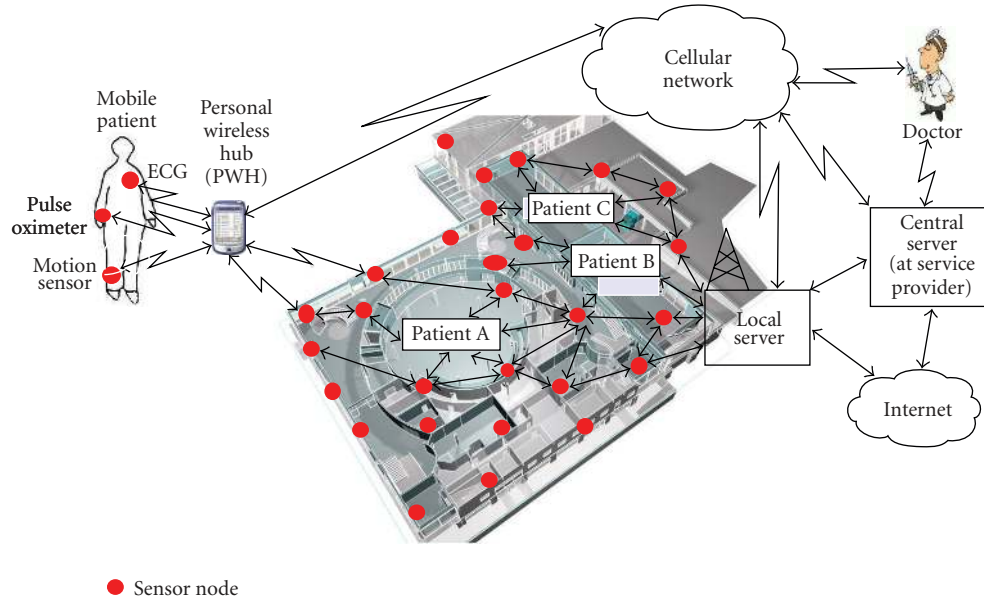 Cellular
network
Doctor
Mobile
patient
Personal
wireless
hub
(PWH)
ECG
Pulse
oximeter
Motion
sensor
Patient C
Patient B
Patient A
Local
server
Central
server
(at service
provider)
Internet
Sensor node